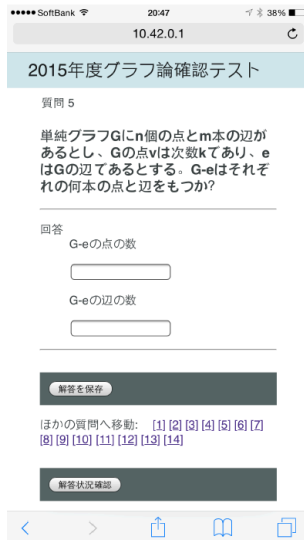 SoftBank 20:47 38%
10.42.0.1
2015年度グラフ論確認テスト
質問 5
単純グラフGにn個の点とm本の辺が
あるとし、Gの点vは次数kであり、e
はGの辺であるとする。G-eはそれぞ
れの何本の点と辺をもつか?
回答
G-eの点の数
G-eの辺の数
解答を保存
ほかの質問へ移動: [1] [2] [3] [4] [5] [6] [7]
[8] [9] [10] [11] [12] [13] [14]
解答状況確認